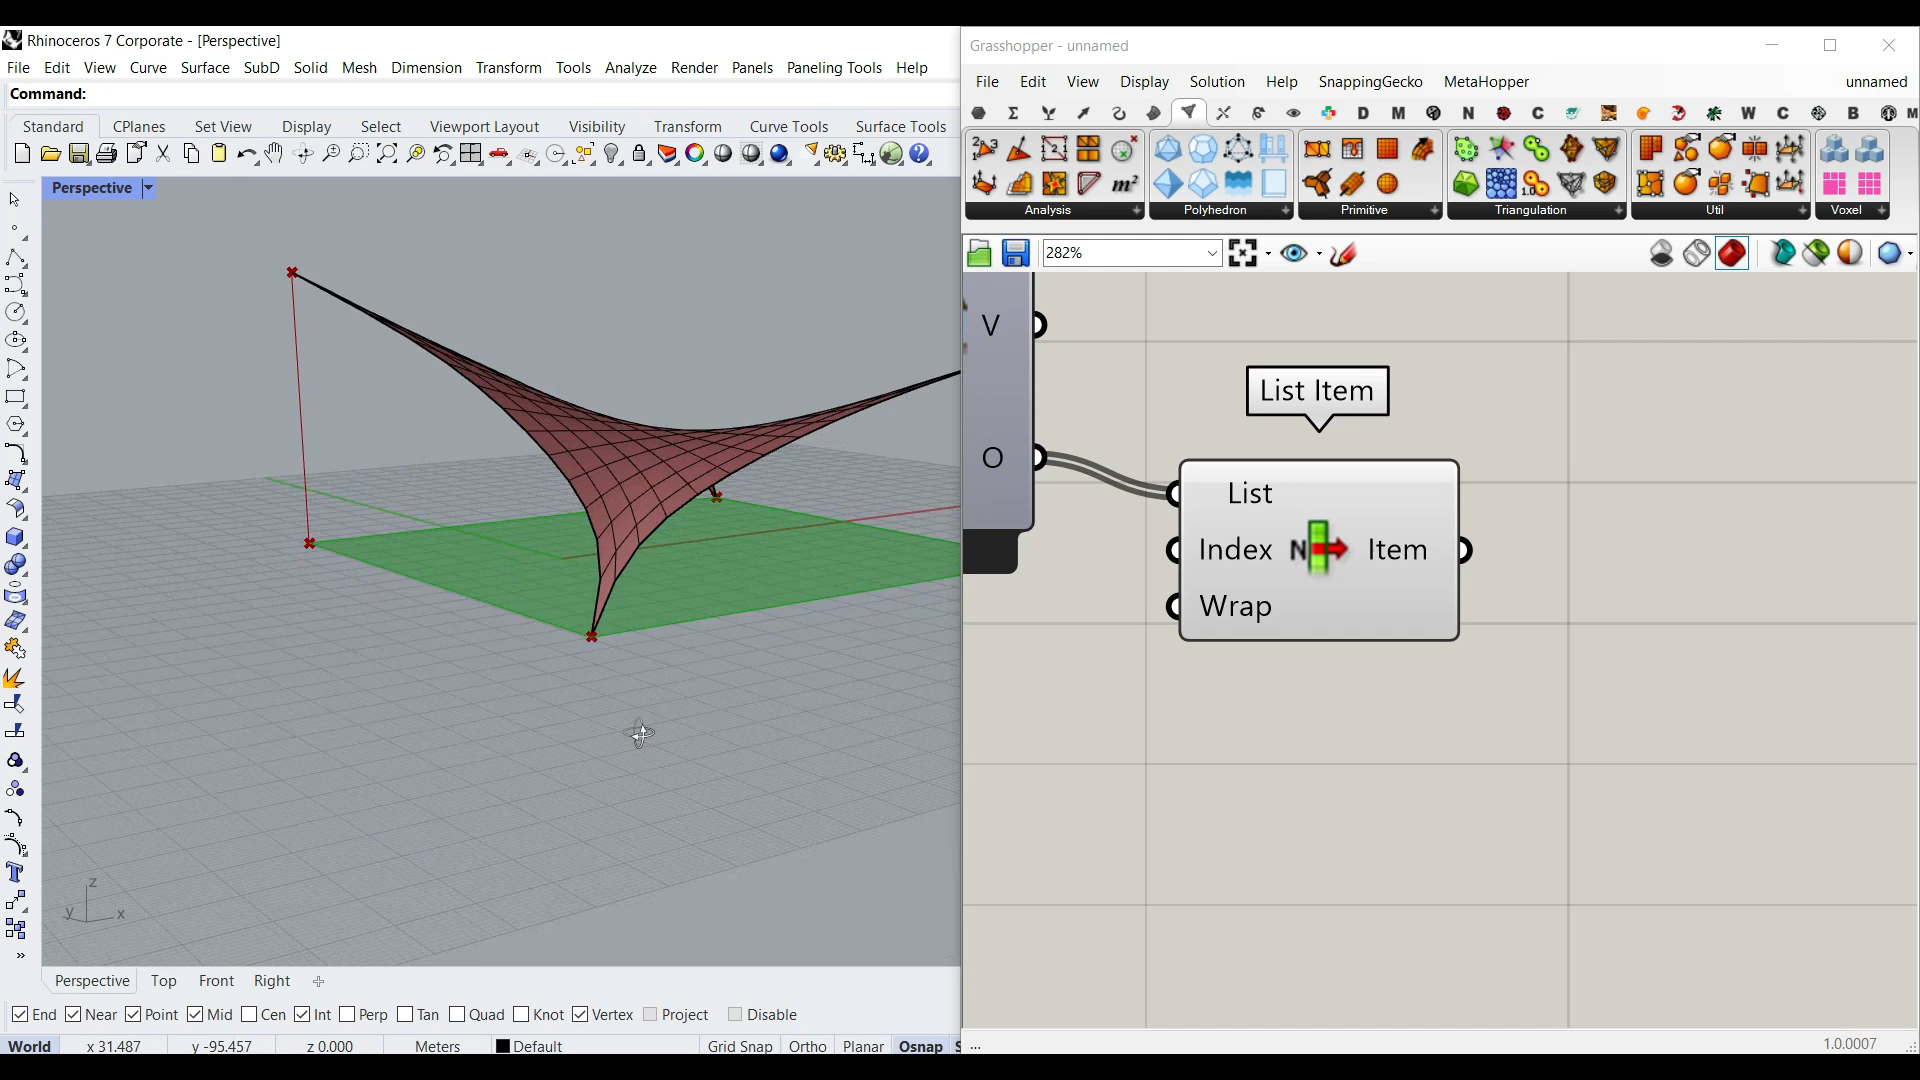 Rhinoceros 7 Corporate - [Perspective]
File Edit View Curve Surface SubD Solid Mesh Dimension Transform Tools Analyze Render Panels Paneling Tools Help
Command:
Standard CPlanes Set View Display Select Viewport Layout Visibility Transform Curve Tools Surface Tools
Perspective
z
y x
Perspective Top Front Right
End Near Point Mid Cen Int Perp Tan Quad Knot Vertex Project Disable
World x 31.487 y -95.457 z 0.000 Meters Default Grid Snap Ortho Planar Osnap S
Grasshopper - unnamed
File Edit View Display Solution Help SnappingGecko MetaHopper unnamed
D M N C W C B M
Analysis Polyhedron Primitive Triangulation Util Voxel
282%
V
List Item
O
List
Index N Item
Wrap
... 1.0.0007